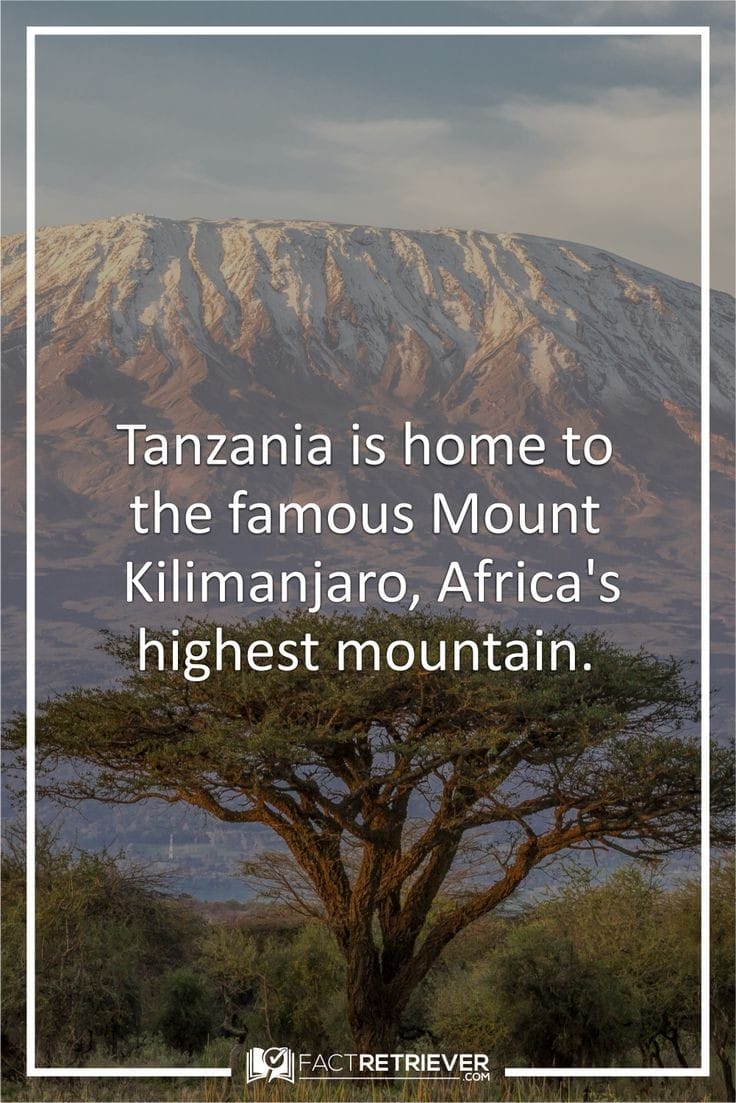 Tanzania is home to
the famous Mount
Kilimanjaro, Africa's
highest mountain.
FACTRETRIEVER
.COM